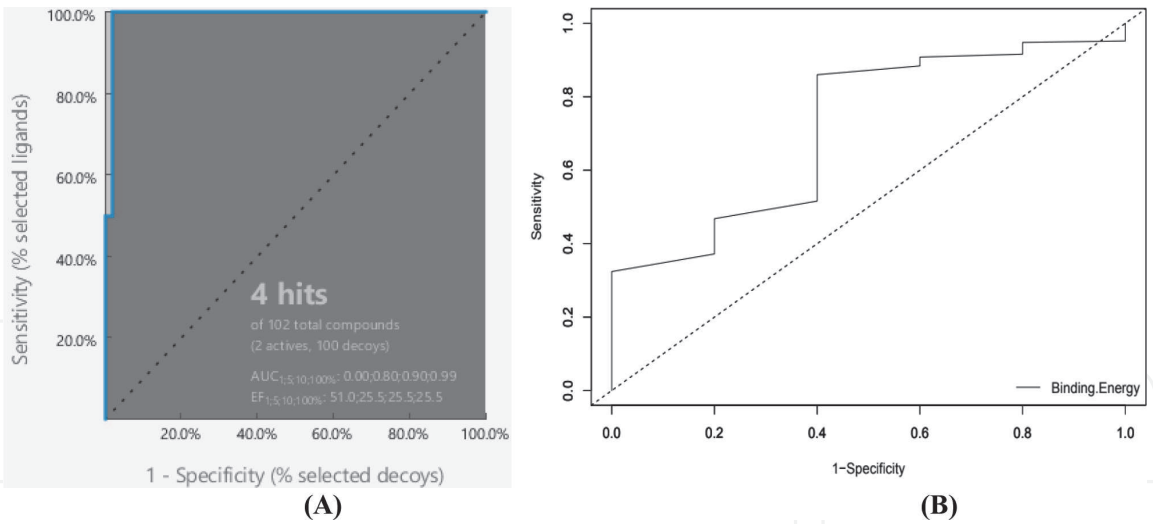 100.0%
80.0%
60.0%
40.0%
20.0%
Sensitivity (% selected ligands)
4 hits
of 102 total compounds
(2 actives, 100 decoys)
AUC1;5;10;100%: 0.00;0.80;0.90;0.99
EF1;5;10;100%: 51.0;25.5;25.5;25.5
20.0% 40.0% 60.0% 80.0% 100.0%
1 - Specificity (% selected decoys)
(A)
1.0
0.8
0.6
0.4
0.2
0.0
Sensitivity
Binding.Energy
0.0 0.2 0.4 0.6 0.8 1.0
1-Specificity
(B)